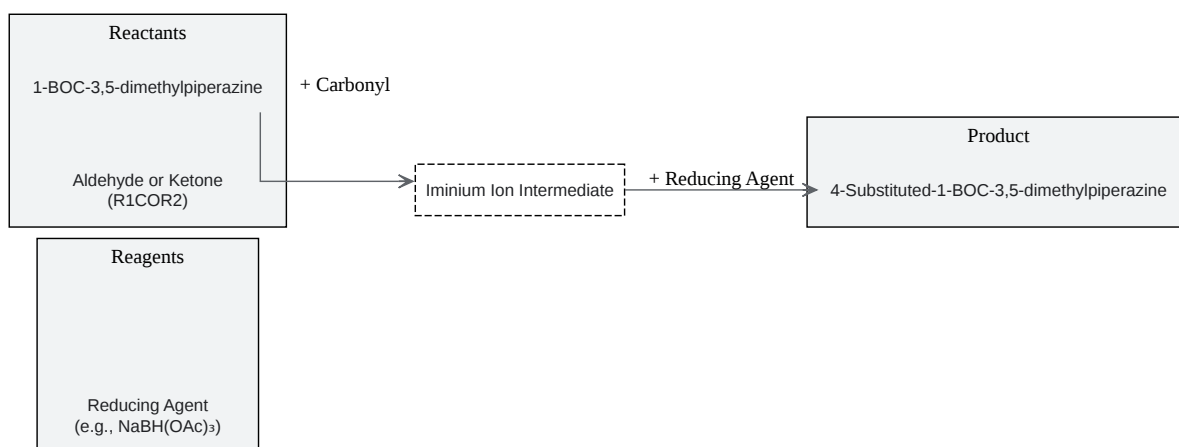 Reactants
1-BOC-3,5-dimethylpiperazine
+ Carbonyl
Aldehyde or Ketone
(R1COR2)
Iminium Ion Intermediate
+ Reducing Agent
Product
4-Substituted-1-BOC-3,5-dimethylpiperazine
Reagents
Reducing Agent
(e.g., NaBH(OAc)₃)